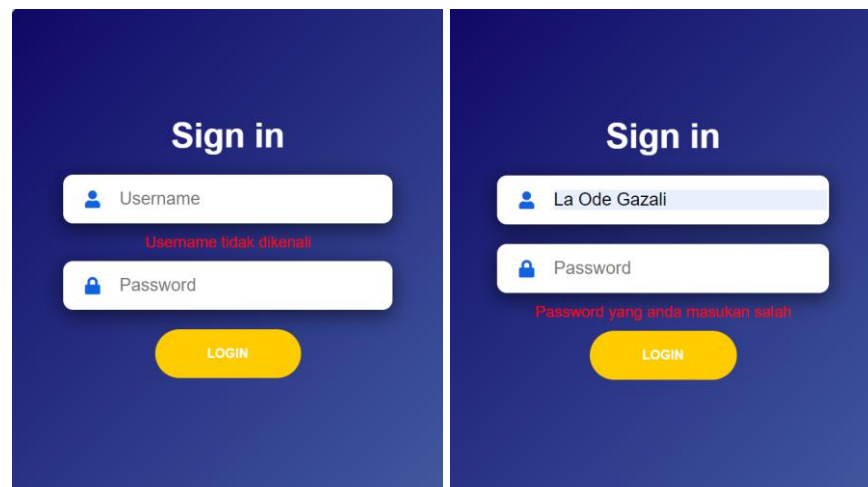 Sign in
Username
Username tidak dikenali
Password
LOGIN
Sign in
La Ode Gazali
Password
Password yang anda masukan salah
LOGIN